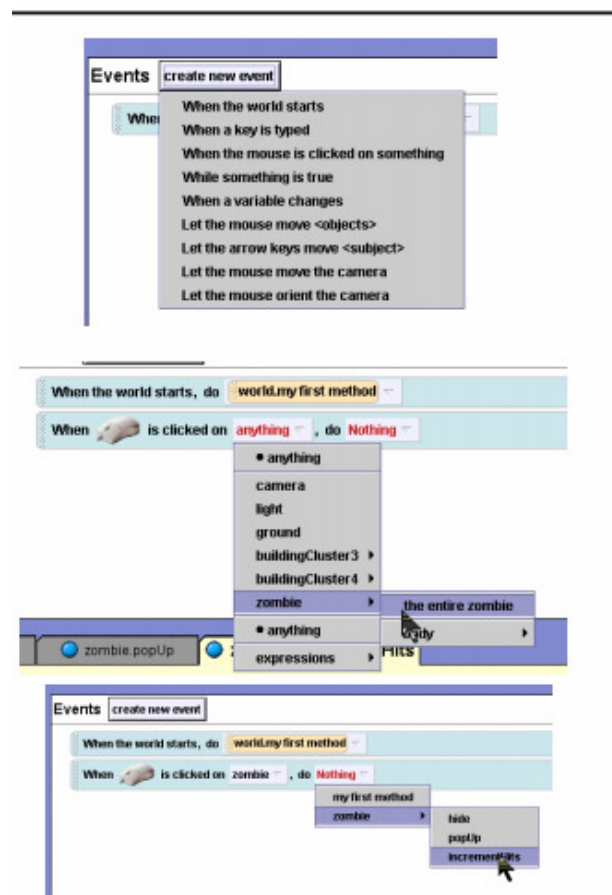 Events create new event
Whe
When the world starts
When a key is typed
When the mouse is clicked on something
While something is true
When a variable changes
Let the mouse move <objects>
Let the arrow keys move <subject>
Let the mouse move the camera
Let the mouse orient the camera
When the world starts, do world.my first method
When is clicked on anything , do Nothing
anything
camera
light
ground
buildingCluster3
buildingCluster4
zombie the entire zombie
anything
expressions
zombie.popUp Hits
Events create new event
When the world starts, do world.my first method
When is clicked on zombie , do Nothing
my first method
zombie hide
popUp
incrementHits